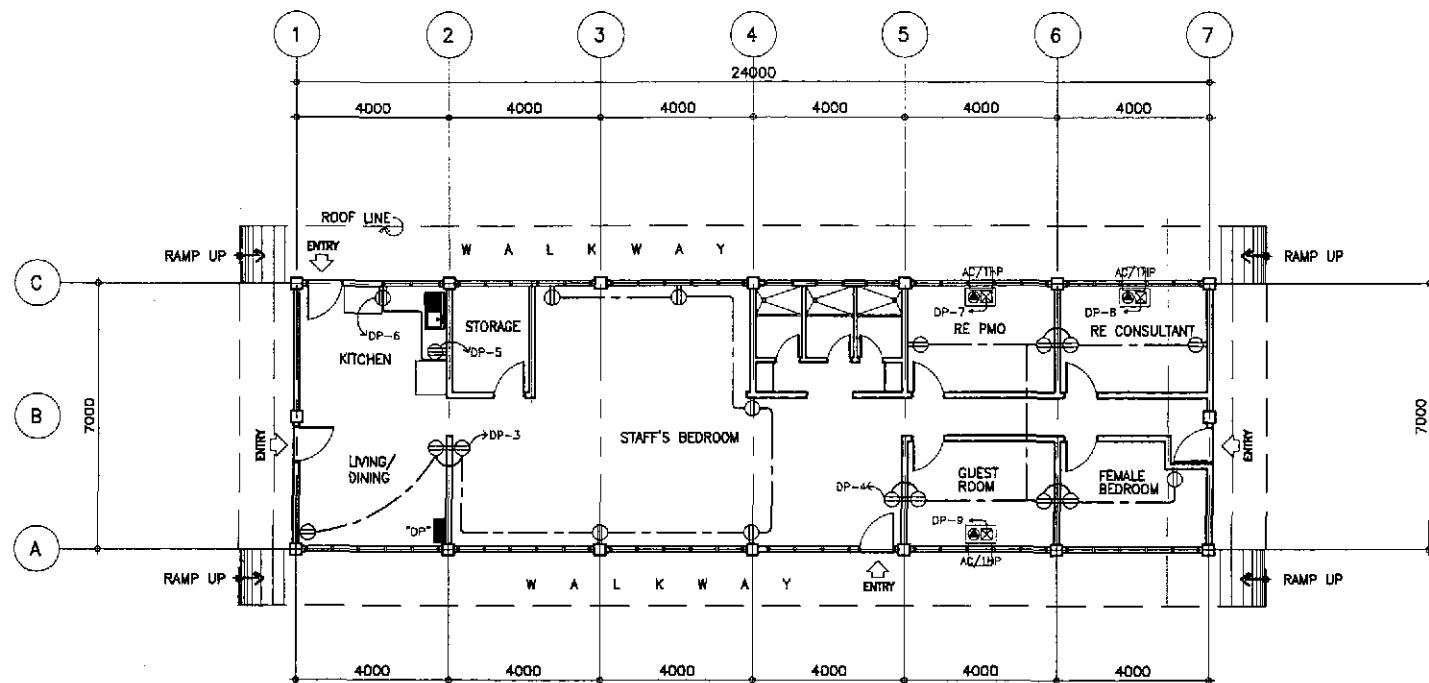 1 2 3 4 5 6 7
24000
4000 4000 4000 4000 4000 4000
ROOF LINE
ENTRY
W A L K W A Y
RAMP UP
RAMP UP
C
AC/1HP
AC/1HP
DP-7
DP-8
STORAGE
RE PMO
RE CONSULTANT
DP-6
KITCHEN
DP-5
B
7000
7000
ENTRY
DP-3
STAFF'S BEDROOM
ENTRY
LIVING/
DINING
GUEST
ROOM
FEMALE
BEDROOM
DP-4
"DP"
DP-9
A
AC/1HP
RAMP UP
W A L K W A Y
ENTRY
RAMP UP
4000 4000 4000 4000 4000 4000